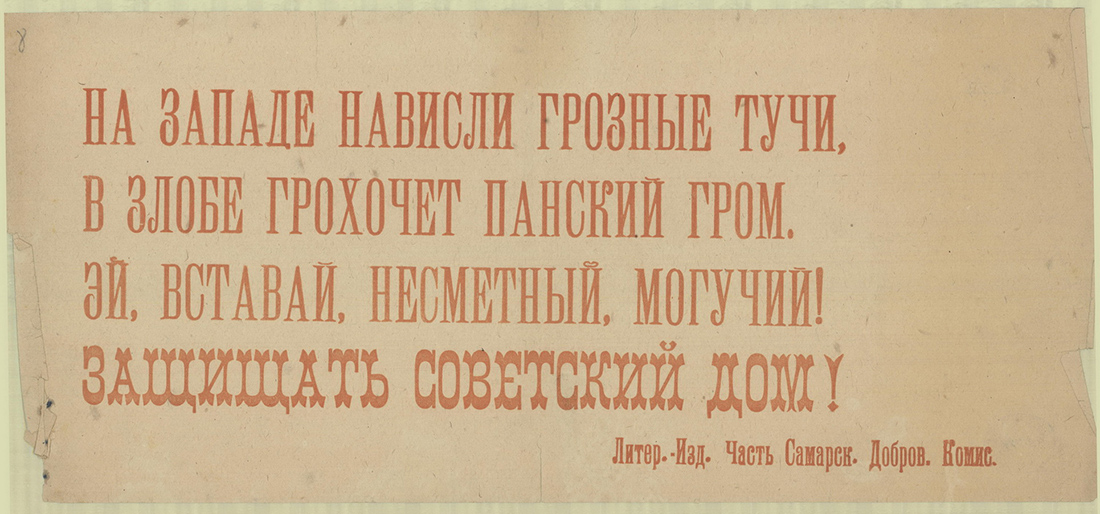 8
НА ЗАПАДЕ НАВИСЛИ ГРОЗНЫЕ ТУЧИ,
В ЗЛОБЕ ГРОХОЧЕТ ПАНСКИЙ ГРОМ.
ЭЙ, ВСТАВАЙ, НЕСМЕТНЫЙ, МОГУЧИЙ!
ЗАЩИЩАТЬ СОВЕТСКИЙ ДОМ!
Литер.-Изд. Часть Самарск. Добров. Комис.